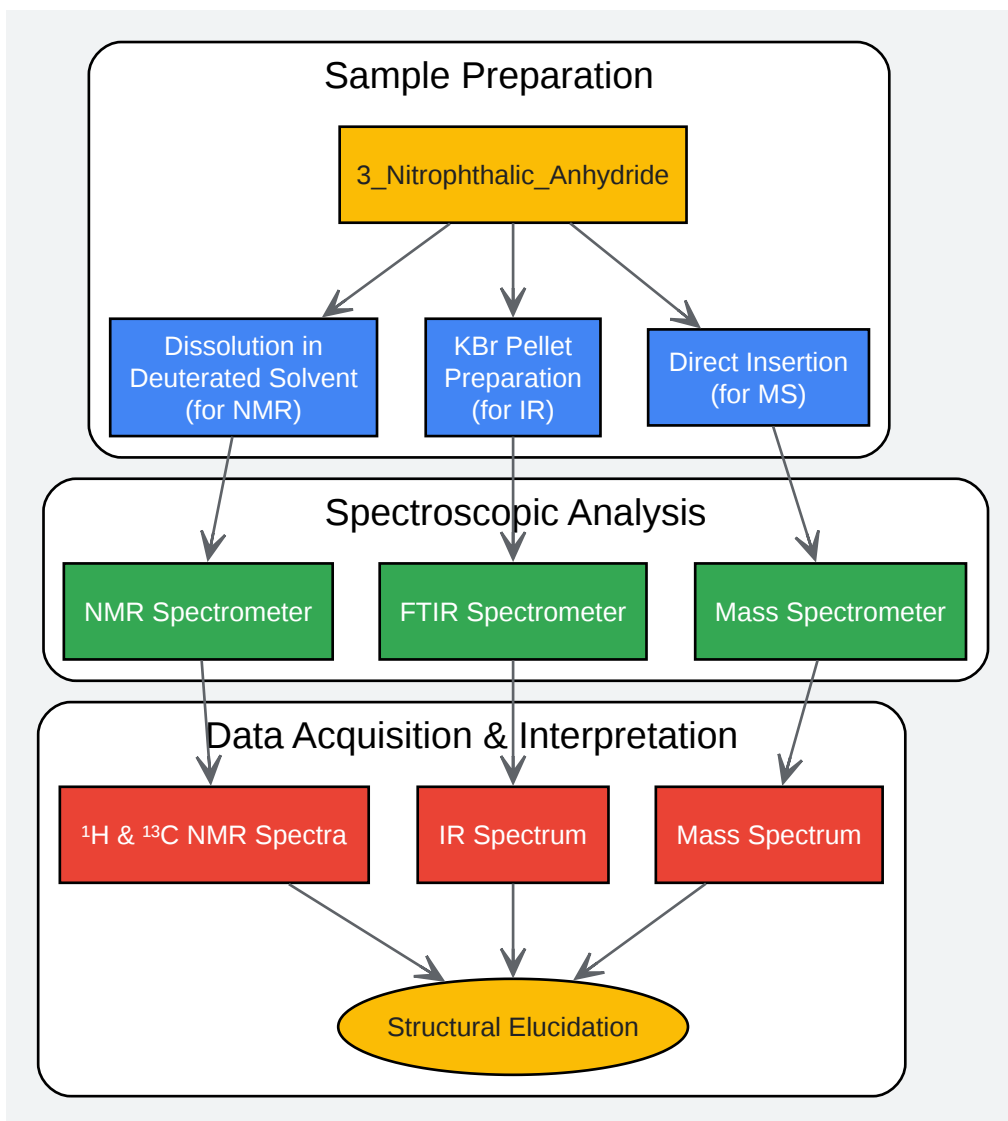 Sample Preparation
3_Nitrophthalic_Anhydride
Dissolution in
Deuterated Solvent
(for NMR)
KBr Pellet
Preparation
(for IR)
Direct Insertion
(for MS)
Spectroscopic Analysis
NMR Spectrometer
FTIR Spectrometer
Mass Spectrometer
Data Acquisition & Interpretation
¹H & ¹³C NMR Spectra
IR Spectrum
Mass Spectrum
Structural Elucidation